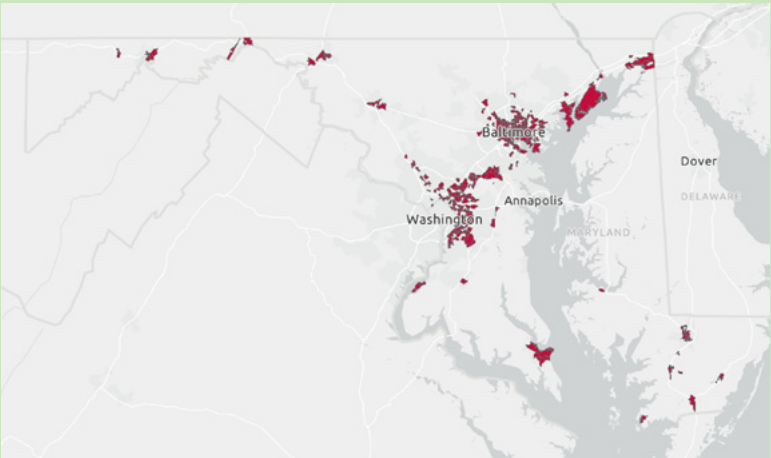 Baltimore
Dover
DELAWARE
Annapolis
Washington
MARYLAND